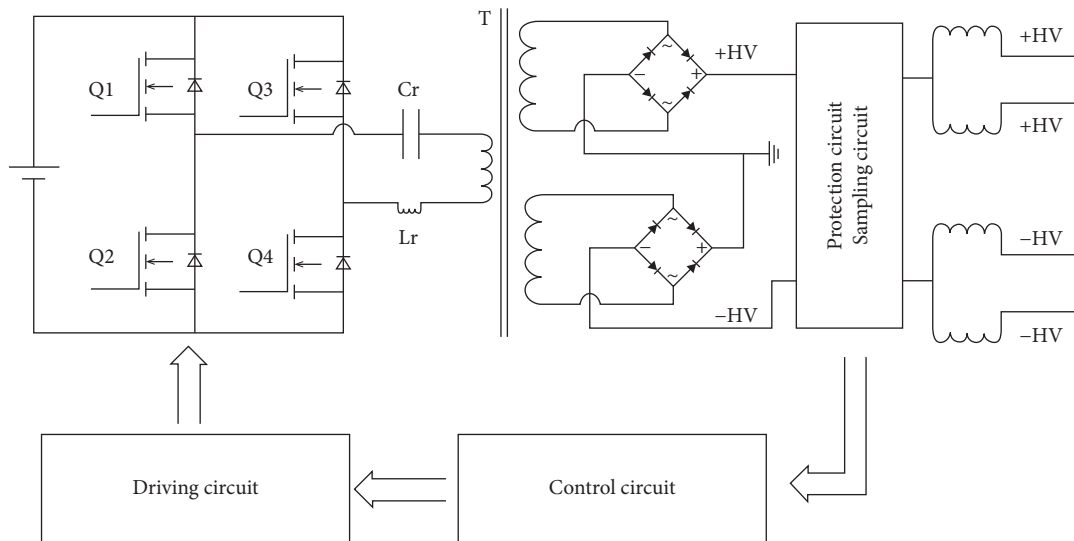 T
+HV
+HV
Q1
Q3
Cr
~
−
+
~
+HV
Protection circuit
Sampling circuit
Q2
Q4
Lr
~
−
+
~
−HV
−HV
−HV
Driving circuit
Control circuit